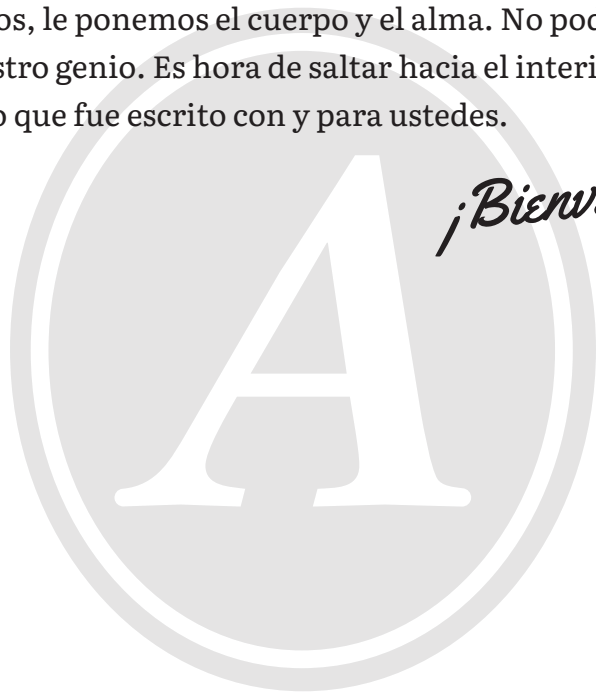 os, le ponemos el cuerpo y el alma. No pod
stro genio. Es hora de saltar hacia el interi
o que fue escrito con y para ustedes.
¡Bienv
A